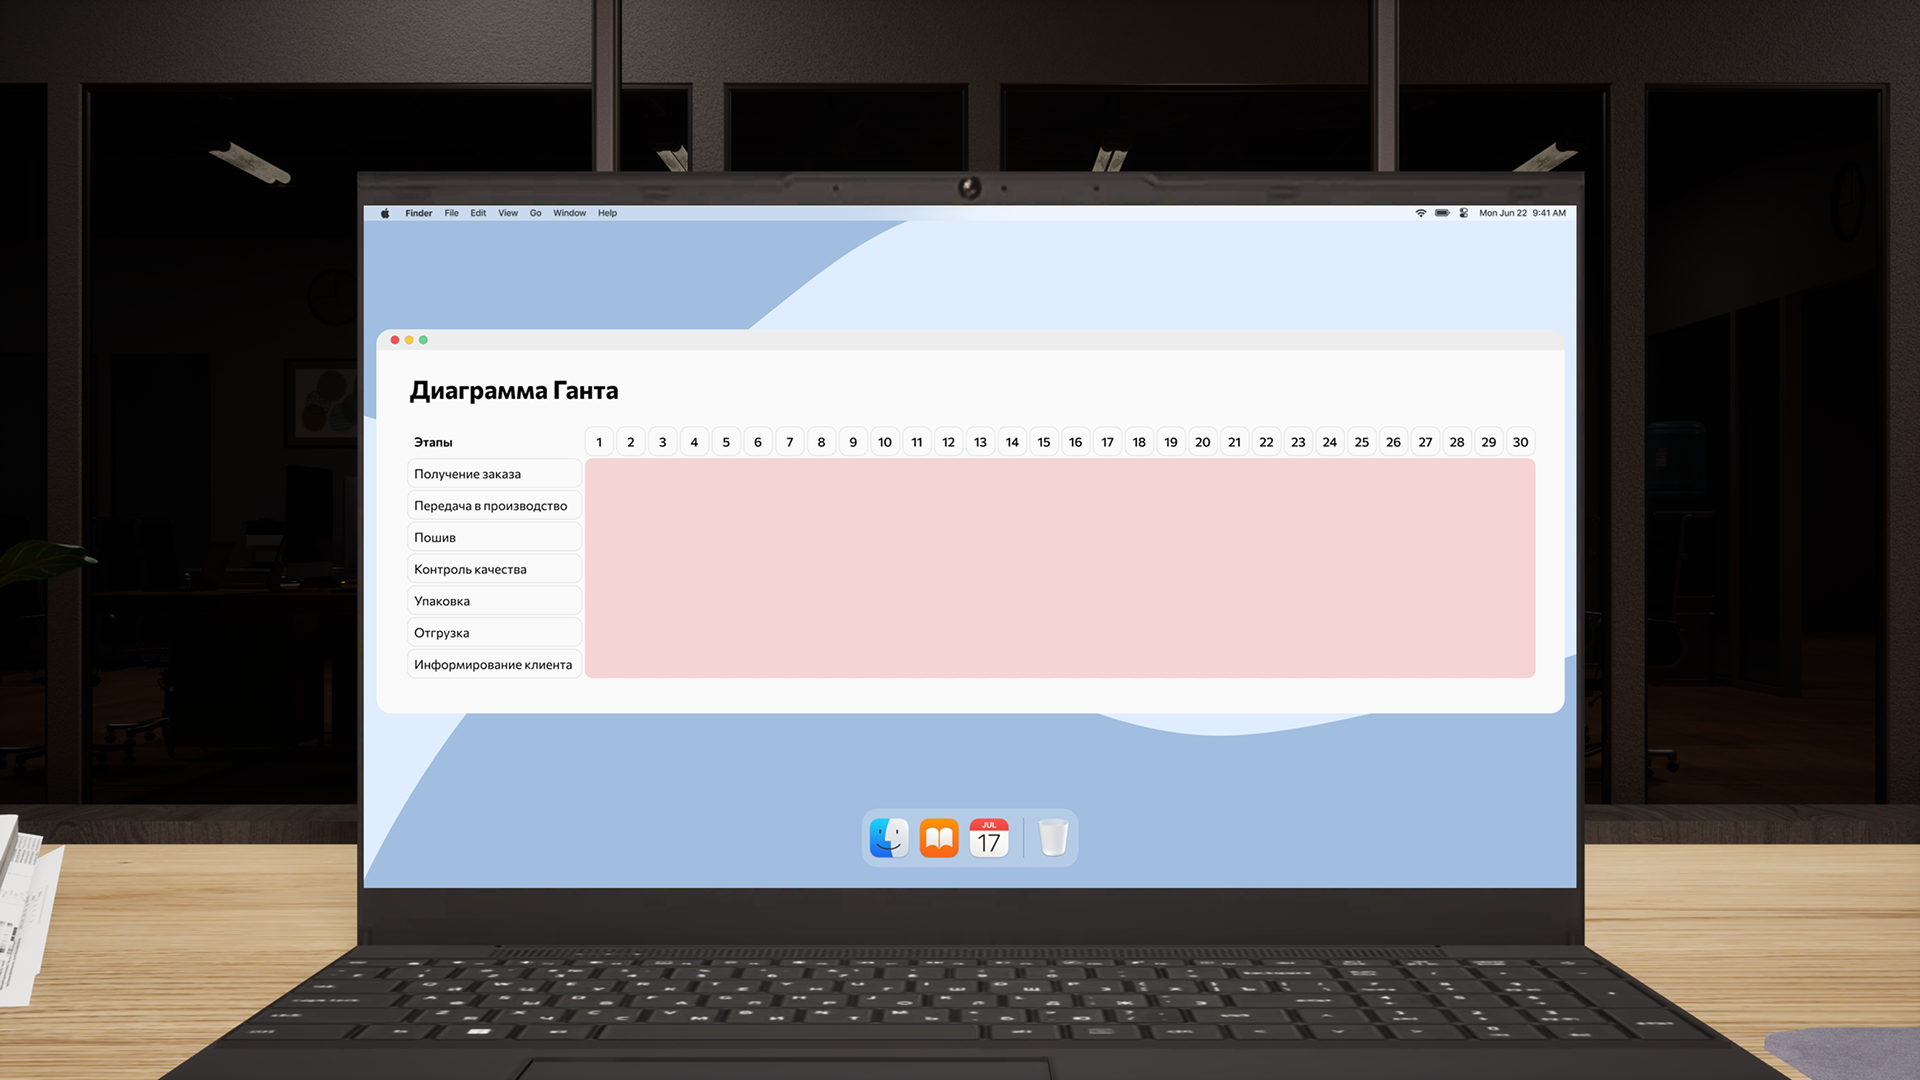 Finder File Edit View Go Window Help
Mon Jun 22 9:41 AM
Диаграмма Ганта
Этапы 1 2 3 4 5 6 7 8 9 10 11 12 13 14 15 16 17 18 19 20 21 22 23 24 25 26 27 28 29 30
Получение заказа
Передача в производство
Пошив
Контроль качества
Упаковка
Отгрузка
Информирование клиента
JUL
17